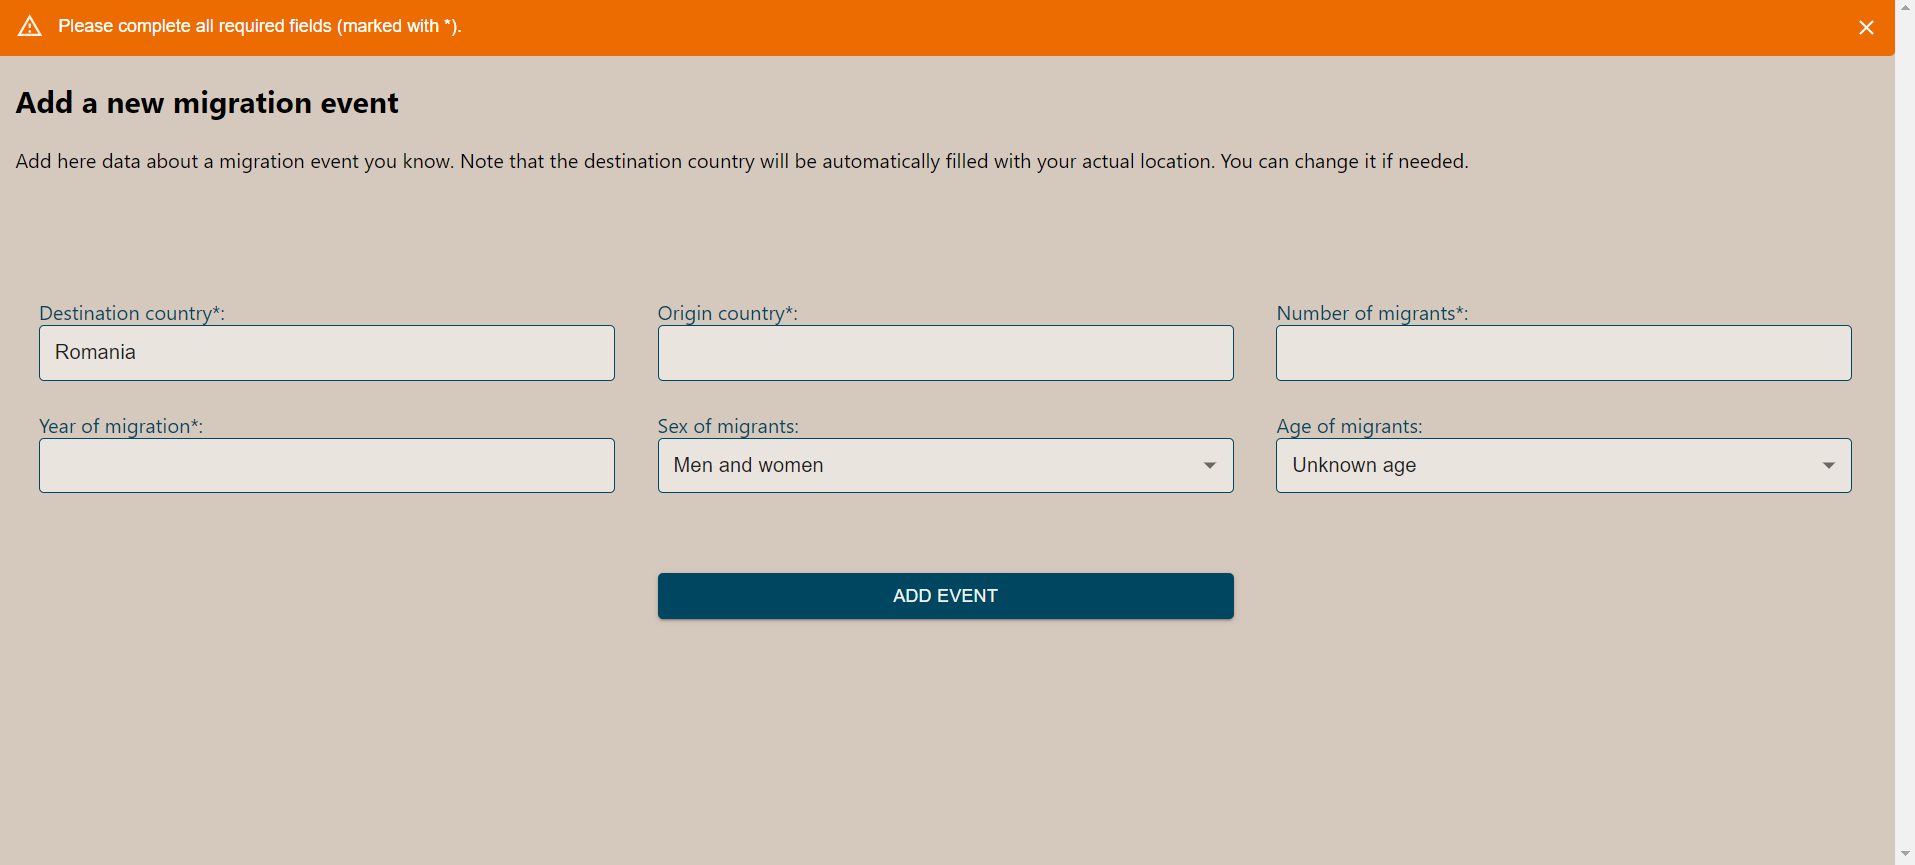 Please complete all required fields (marked with *).
Add a new migration event
Add here data about a migration event you know. Note that the destination country will be automatically filled with your actual location. You can change it if needed.
Destination country*:
Origin country*:
Number of migrants*:
Romania
Year of migration*:
Sex of migrants:
Age of migrants:
Men and women
Unknown age
ADD EVENT